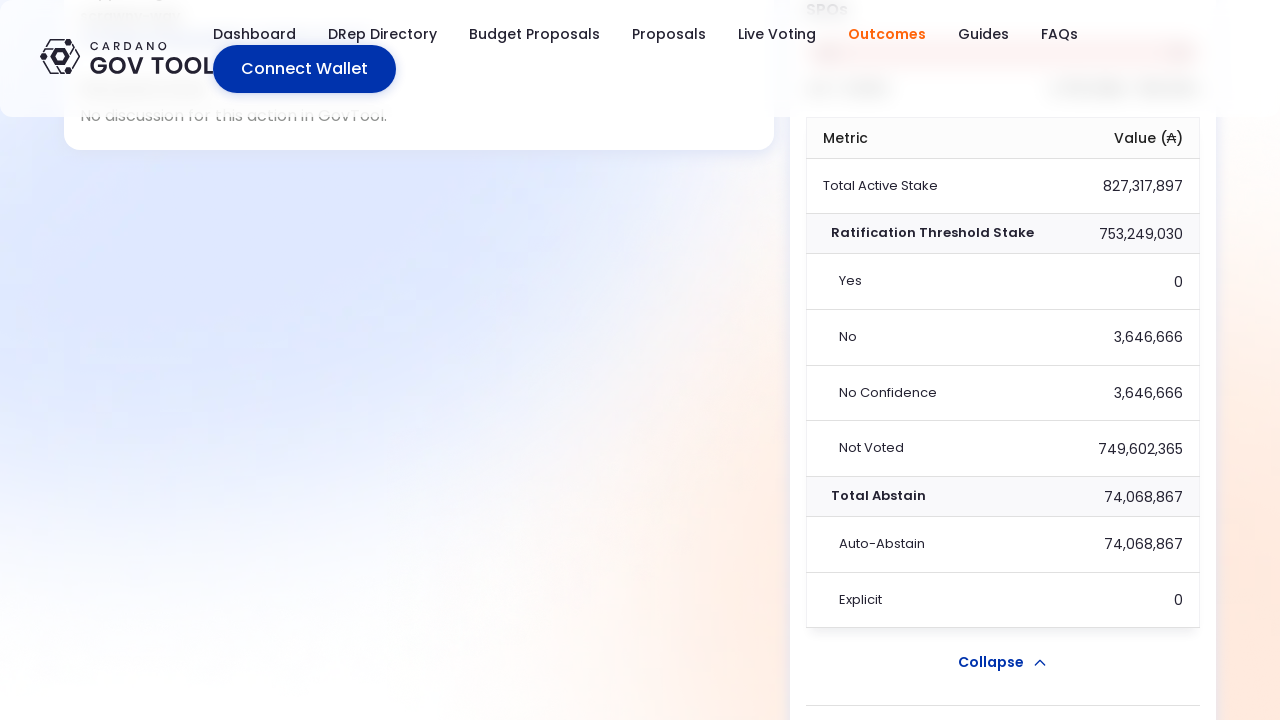 CARDANO
GOV TOOL
Dashboard
DRep Directory
Budget Proposals
Proposals
Live Voting
Outcomes
Guides
FAQs
Connect Wallet
No discussion for this action in GovTool.
SPOs
Metric Value (₳)
Total Active Stake 827,317,897
Ratification Threshold Stake 753,249,030
Yes 0
No 3,646,666
No Confidence 3,646,666
Not Voted 749,602,365
Total Abstain 74,068,867
Auto-Abstain 74,068,867
Explicit 0
Collapse